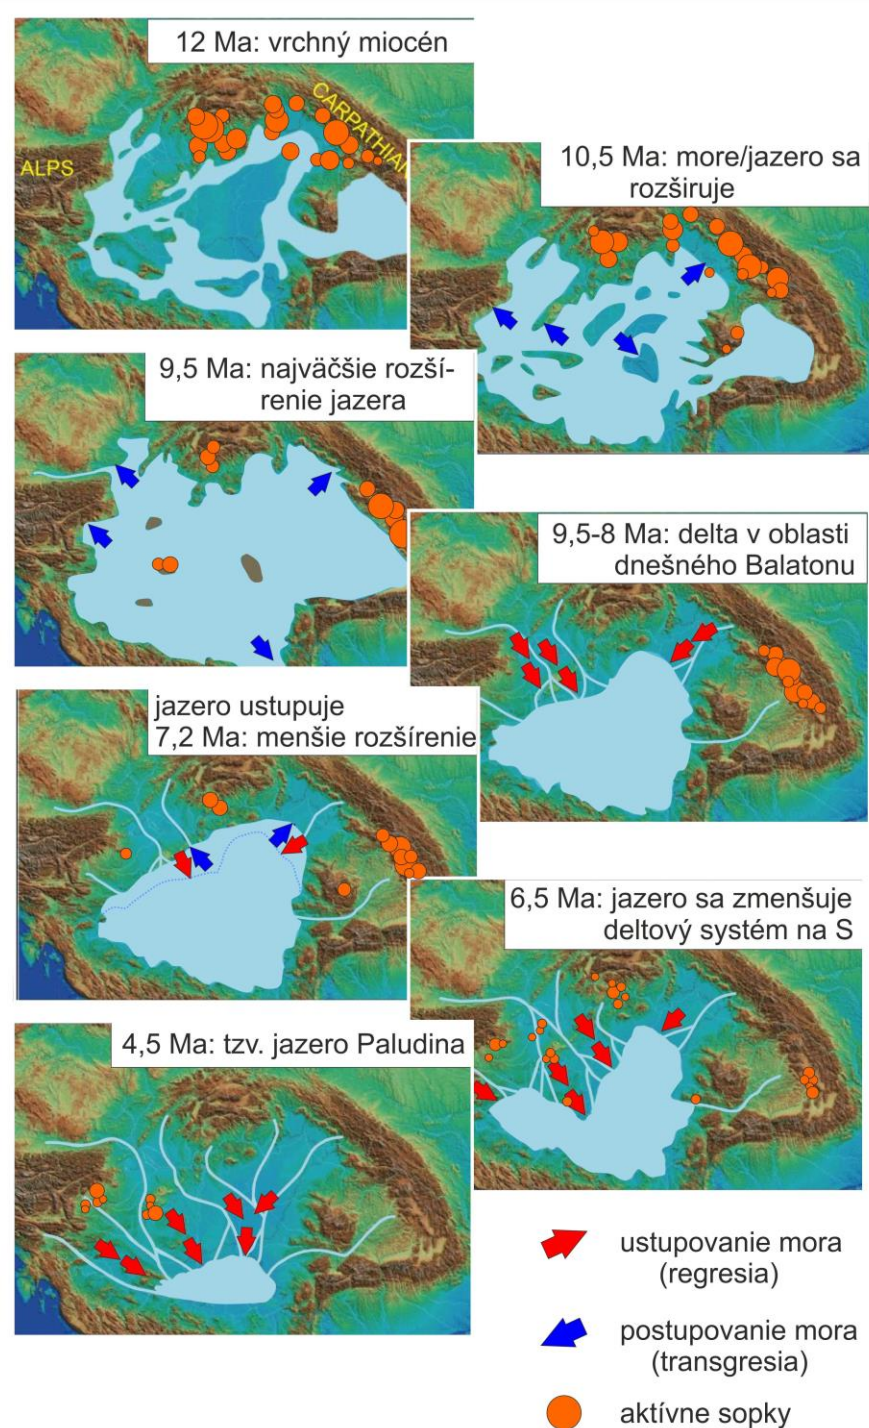 12 Ma: vrchný miocén
ALPS
CARPATHIAN
10,5 Ma: more/jazero sa
rozširuje
9,5 Ma: najväčšie rozší-
renie jazera
9,5-8 Ma: delta v oblasti
dnešného Balatonu
jazero ustupuje
7,2 Ma: menšie rozšírenie
6,5 Ma: jazero sa zmenšuje
deltový systém na S
4,5 Ma: tzv. jazero Paludina
ustupovanie mora
(regresia)
postupovanie mora
(transgresia)
aktívne sopky